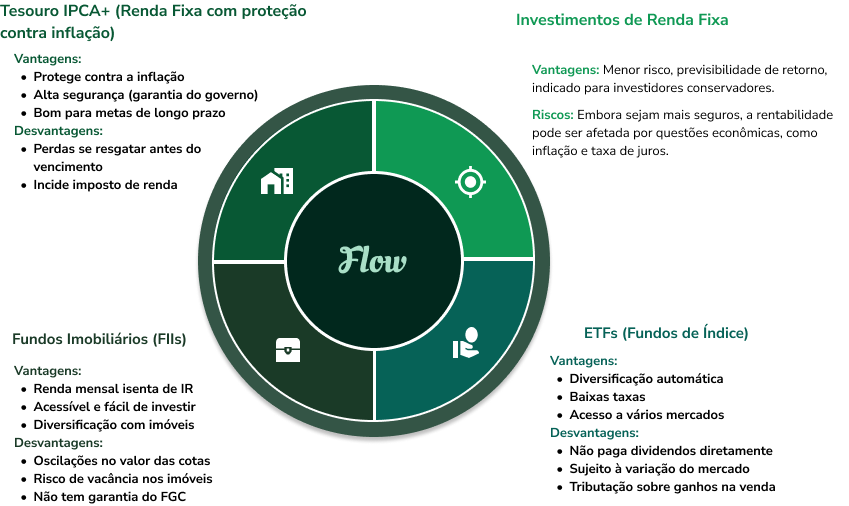 Tesouro IPCA+ (Renda Fixa com proteção
contra inflação)
Vantagens:
• Protege contra a inflação
• Alta segurança (garantia do governo)
• Bom para metas de longo prazo
Desvantagens:
• Perdas se resgatar antes do
vencimento
• Incide imposto de renda
Investimentos de Renda Fixa
Vantagens: Menor risco, previsibilidade de retorno,
indicado para investidores conservadores.
Riscos: Embora sejam mais seguros, a rentabilidade
pode ser afetada por questões econômicas, como
inflação e taxa de juros.
Flow
Fundos Imobiliários (FIIs)
Vantagens:
• Renda mensal isenta de IR
• Acessível e fácil de investir
• Diversificação com imóveis
Desvantagens:
• Oscilações no valor das cotas
• Risco de vacância nos imóveis
• Não tem garantia do FGC
ETFs (Fundos de Índice)
Vantagens:
• Diversificação automática
• Baixas taxas
• Acesso a vários mercados
Desvantagens:
• Não paga dividendos diretamente
• Sujeito à variação do mercado
• Tributação sobre ganhos na venda